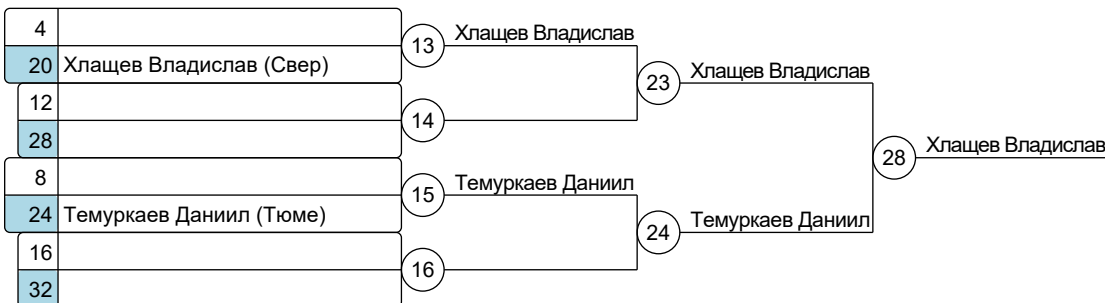 4
13
Хлащев Владислав
20 Хлащев Владислав (Свер)
23
Хлащев Владислав
12
14
28
28
Хлащев Владислав
8
15
Темуркаев Даниил
24 Темуркаев Даниил (Тюме)
24
Темуркаев Даниил
16
16
32